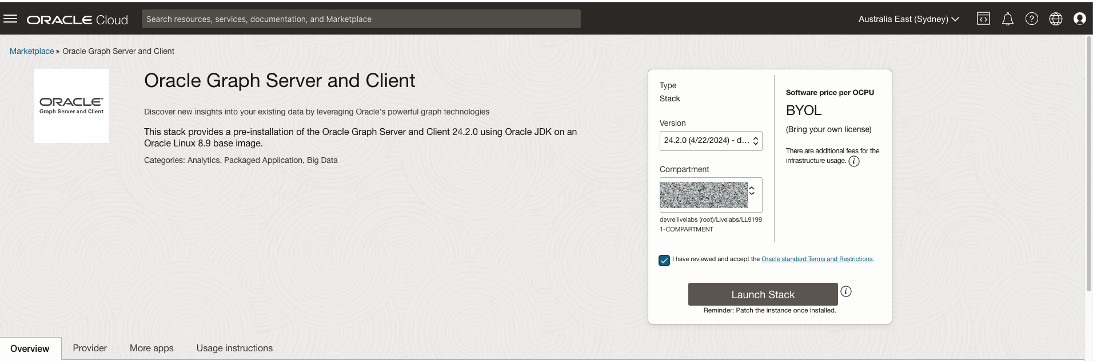 ORACLE Cloud
Search resources, services, documentation, and Marketplace
Australia East (Sydney)
Marketplace » Oracle Graph Server and Client
ORACLE
Graph Server and Client
Oracle Graph Server and Client
Discover new insights into your existing data by leveraging Oracle's powerful graph technologies
This stack provides a pre-installation of the Oracle Graph Server and Client 24.2.0 using Oracle JDK on an
Oracle Linux 8.9 base image.
Categories: Analytics, Packaged Application, Big Data
Type
Stack
Version
24.2.0 (4/22/2024) - d...
Compartment
devrellivelabs (root)/Livelabs/LL9199
1-COMPARTMENT
Software price per OCPU
BYOL
(Bring your own license)
There are additional fees for the
infrastructure usage.
I have reviewed and accept the Oracle standard Terms and Restrictions.
Launch Stack
Reminder: Patch the instance once installed.
Overview
Provider
More apps
Usage instructions